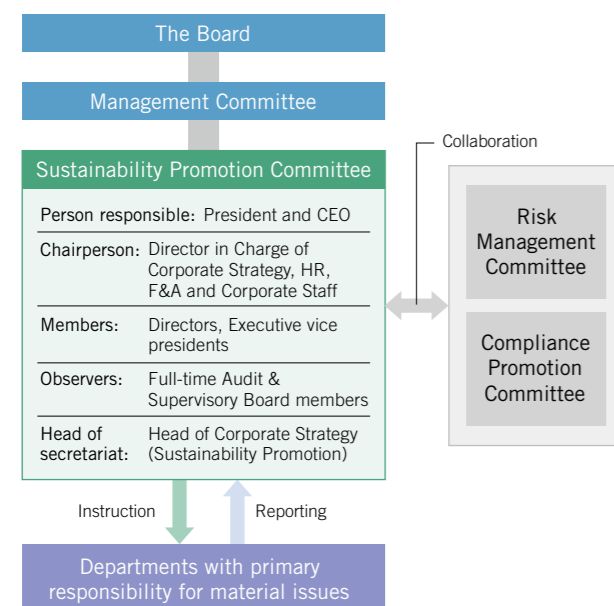 The Board
Management Committee
Sustainability Promotion Committee
Person responsible: President and CEO
Chairperson: Director in Charge of
Corporate Strategy, HR,
F&A and Corporate Staff
Members: Directors, Executive vice
presidents
Observers: Full-time Audit &
Supervisory Board members
Head of Head of Corporate Strategy
secretariat: (Sustainability Promotion)
Collaboration
Risk
Management
Committee
Compliance
Promotion
Committee
Instruction
Reporting
Departments with primary
responsibility for material issues